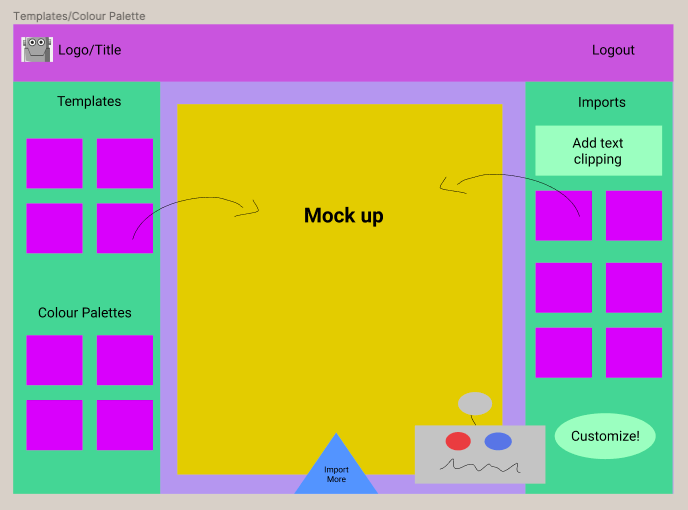 Templates/Colour Palette
Logo/Title
Logout
Templates
Imports
Add text
clipping
Mock up
Colour Palettes
Customize!
Import
More